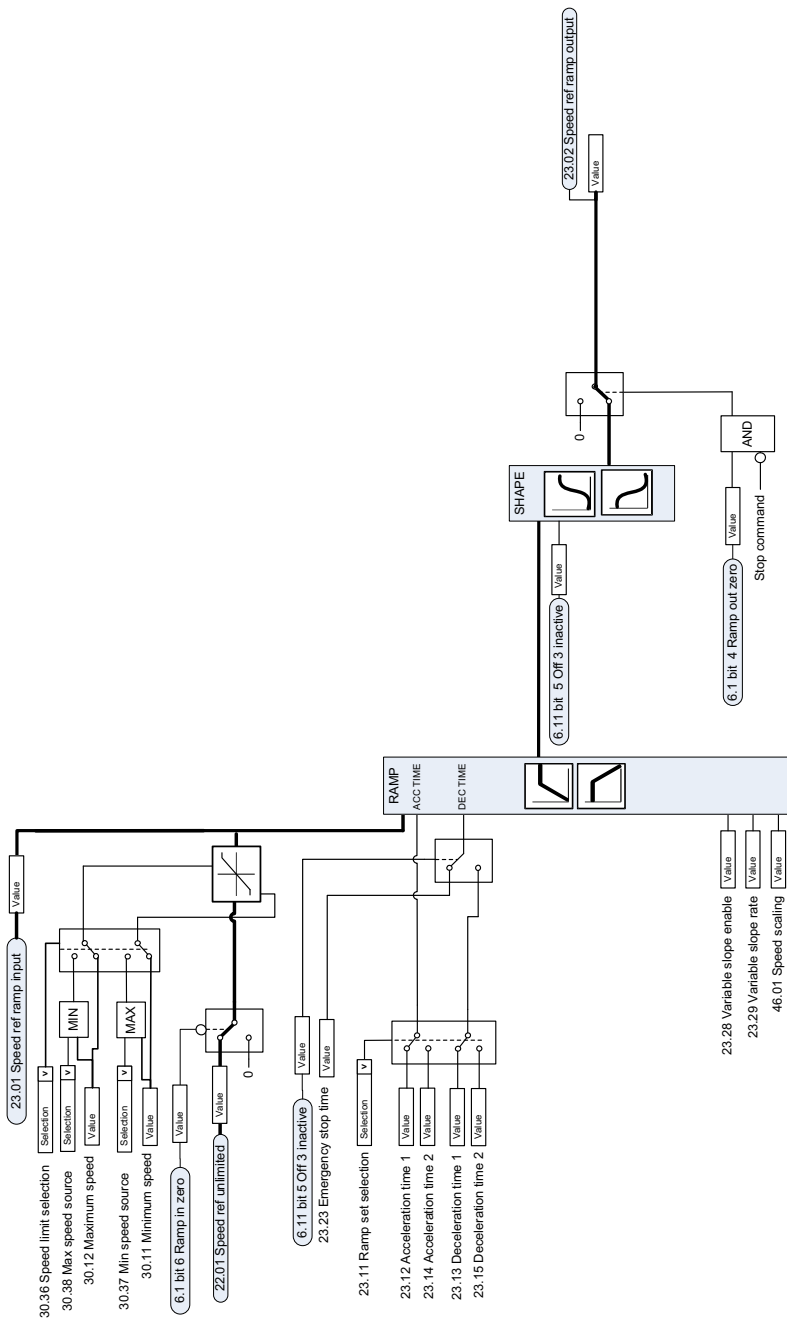 23.01 Speed ref ramp input
Value
30.36 Speed limit selection
Selection
v
30.38 Max speed source
Selection
v
MIN
30.12 Maximum speed
Value
30.37 Min speed source
Selection
v
MAX
30.11 Minimum speed
Value
6.1 bit 6 Ramp in zero
Value
22.01 Speed ref unlimited
Value
0
6.11 bit 5 Off 3 inactive
Value
23.23 Emergency stop time
Value
23.11 Ramp set selection
Selection
v
23.12 Acceleration time 1
Value
23.14 Acceleration time 2
Value
23.13 Deceleration time 1
Value
23.15 Deceleration time 2
Value
RAMP
ACC TIME
DEC TIME
23.28 Variable slope enable
Value
23.29 Variable slope rate
Value
46.01 Speed scaling
Value
SHAPE
6.11 bit 5 Off 3 inactive
Value
0
6.1 bit 4 Ramp out zero
Value
Stop command
AND
23.02 Speed ref ramp output
Value